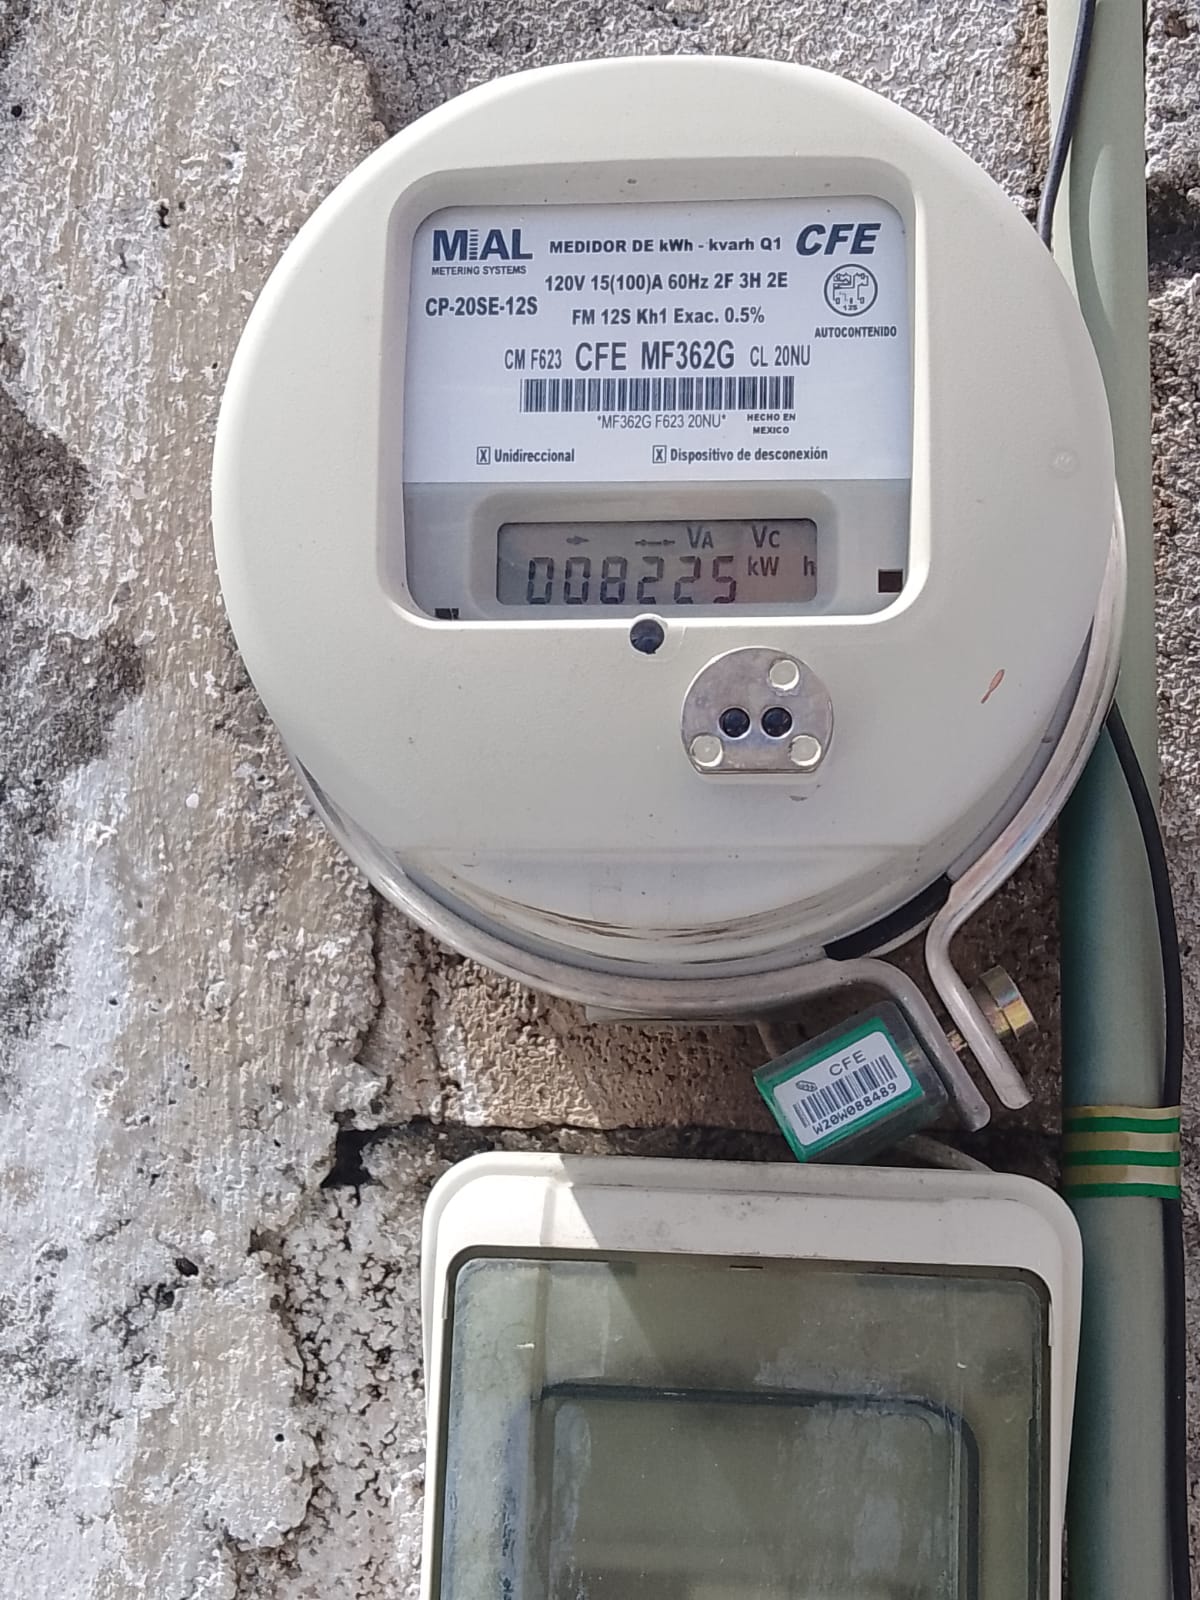 MIAL
METERING SYSTEMS
MEDIDOR DE kWh - kvarh Q1
CFE
120V 15(100)A 60Hz 2F 3H 2E
CP-20SE-12S
FM 12S Kh1 Exac. 0.5%
12S
AUTOCONTENIDO
CM F623 CFE MF362G CL 20NU
*MF362G F623 20NU*
HECHO EN
MEXICO
X Unidireccional
X Dispositivo de desconexión
VA VC
008225 kW h
CFE
W20W088489